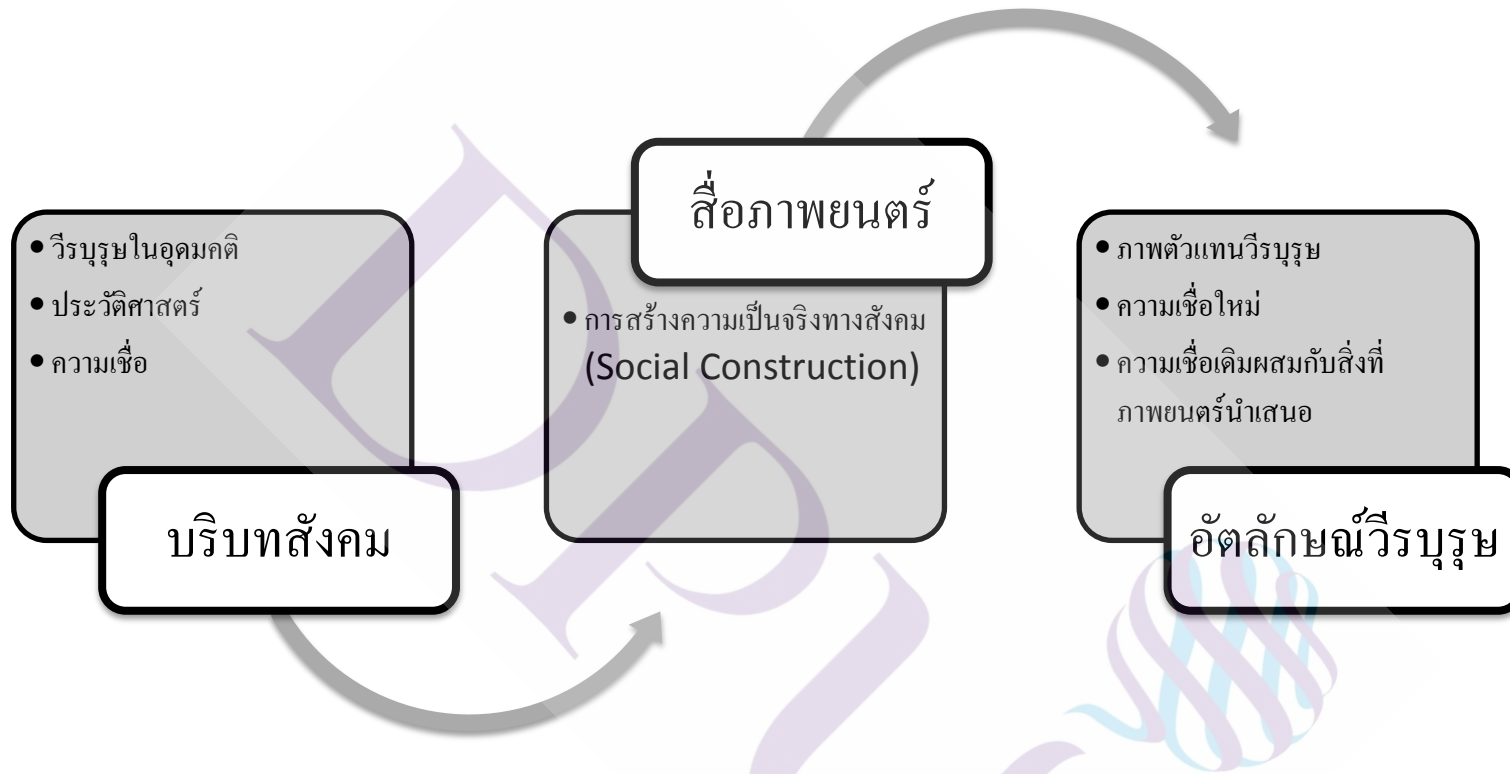 • วีรบุรุษในอุดมคติ
• ประวัติศาสตร์
• ความเชื่อ
บริบทสังคม
สื่อภาพยนตร์
• การสร้างความเป็นจริงทางสังคม
(Social Construction)
• ภาพตัวแทนวีรบุรุษ
• ความเชื่อใหม่
• ความเชื่อเดิมผสมกับสิ่งที่
ภาพยนตร์นำเสนอ
อัตลักษณ์วีรบุรุษ